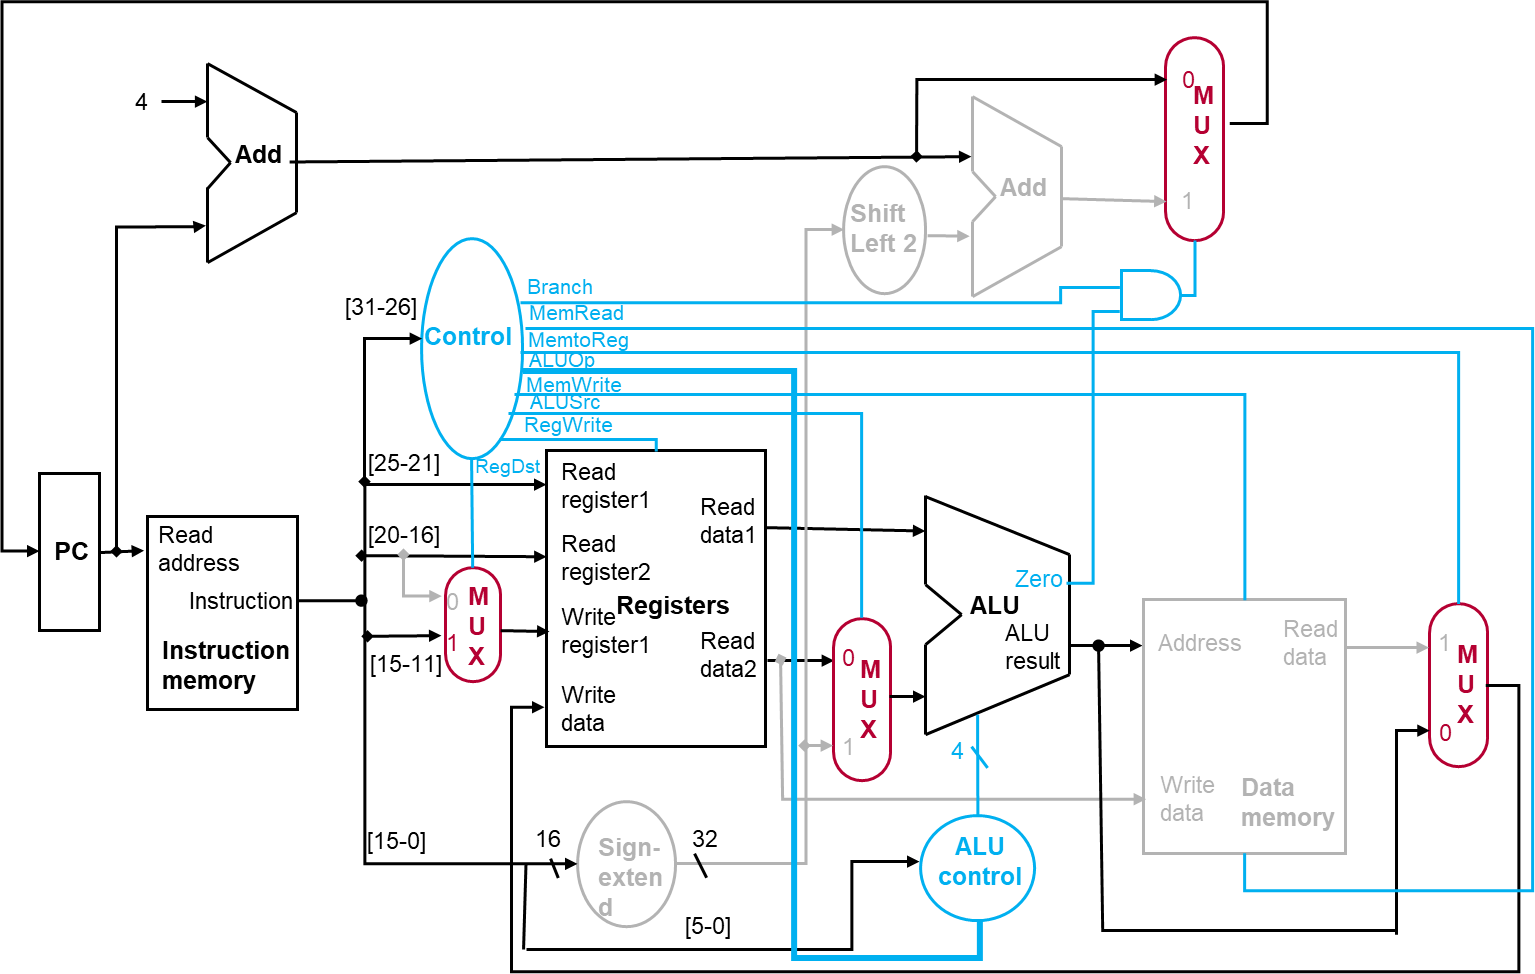 0
M
U
X
1
4
Add
Add
Shift
Left 2
[31-26]
Control
Branch
MemRead
MemtoReg
ALUOp
MemWrite
ALUSrc
RegWrite
RegDst
[25-21]
[20-16]
[15-11]
PC
Read
address
Instruction
Instruction
memory
0
1
M
U
X
Read
register1
Read
register2
Write
register1
Write
data
Registers
Read
data1
Read
data2
0
M
U
X
1
Zero
ALU
ALU
result
4
Address
Read
data
Write
data
Data
memory
1
M
U
X
0
[15-0]
16
Sign-
exten
d
32
ALU
control
[5-0]